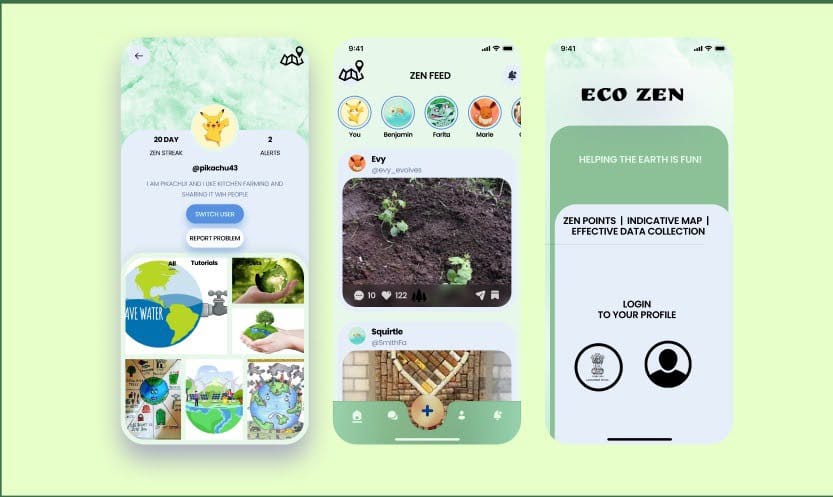 20 DAY
ZEN STREAK
2
ALERTS
@pikachu43
I AM PIKACHU! AND I LIKE KITCHEN FARMING AND
SHARING IT WIH PEOPLE
SWITCH USER
REPORT PROBLEM
All
Tutorials
AVE WATER
9:41
ZEN FEED
You
Benjamin
Farita
Marie
Evy
@evy_evolves
10
122
Squirtle
@SmithFa
9:41
ECO ZEN
HELPING THE EARTH IS FUN!
ZEN POINTS | INDICATIVE MAP |
EFFECTIVE DATA COLLECTION
LOGIN
TO YOUR PROFILE